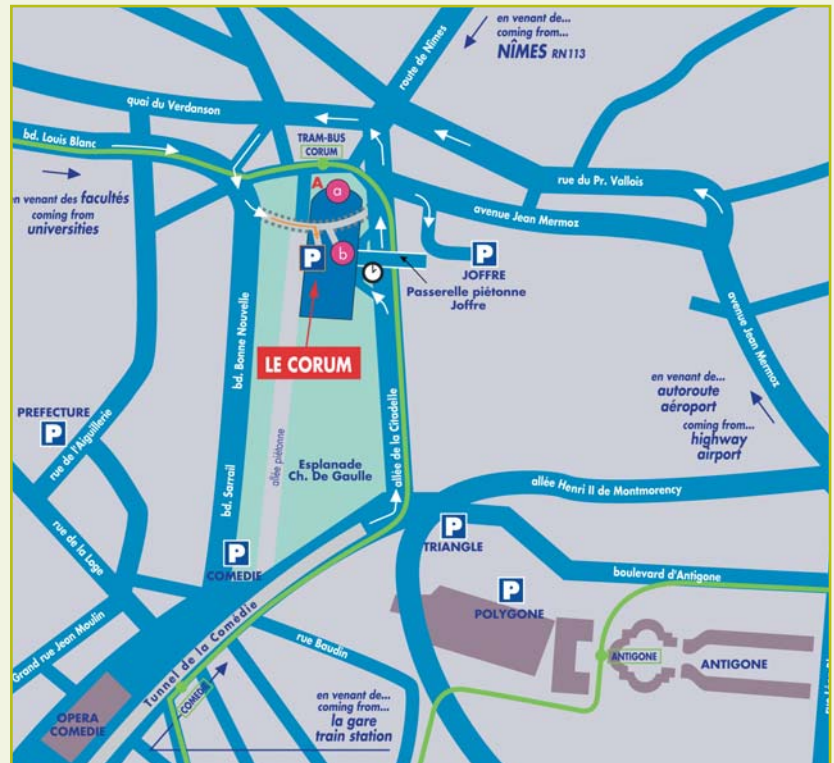 en venant de...
coming from...
NÎMES RN113
route de Nîmes
quai du Verdanson
bd. Louis Blanc
TRAM-BUS
CORUM
A
a
en venant des facultés
coming from
universities
rue du Pr. Vallois
avenue Jean Mermoz
P
b
P
JOFFRE
Passerelle piétonne
Joffre
bd. Bonne Nouvelle
LE CORUM
avenue Jean Mermoz
en venant de...
autoroute
aéroport
coming from...
highway
airport
PREFECTURE
P
rue de l'Aiguillerie
allée piétonne
Esplanade
Ch. De Gaulle
allée de la Citadelle
bd. Sarrail
allée Henri II de Montmorency
rue de la Loge
P
COMEDIE
P
TRIANGLE
boulevard d'Antigone
P
POLYGONE
Grand rue Jean Moulin
Tunnel de la Comédie
rue Baudin
ANTIGONE
ANTIGONE
COMEDIE
OPERA
COMEDIE
en venant de...
coming from...
la gare
train station